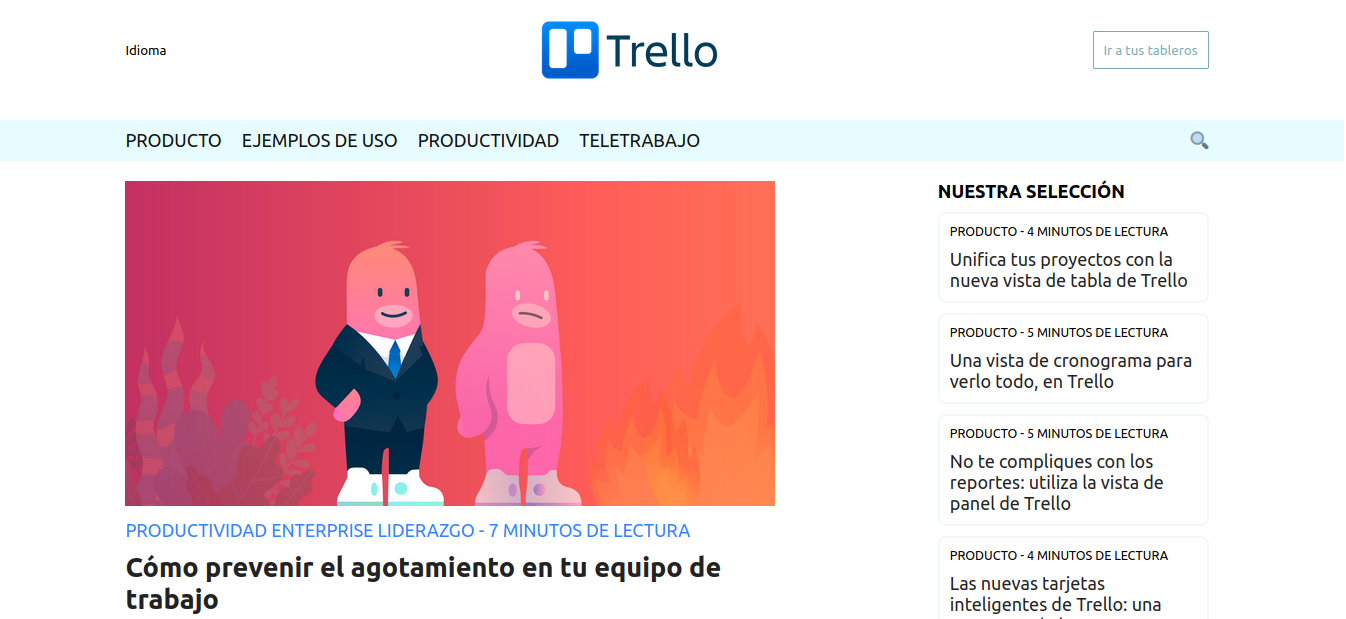 Idioma
Trello
Ir a tus tableros
PRODUCTO EJEMPLOS DE USO PRODUCTIVIDAD TELETRABAJO
PRODUCTIVIDAD ENTERPRISE LIDERAZGO - 7 MINUTOS DE LECTURA
Cómo prevenir el agotamiento en tu equipo de
trabajo
NUESTRA SELECCIÓN
PRODUCTO - 4 MINUTOS DE LECTURA
Unifica tus proyectos con la
nueva vista de tabla de Trello
PRODUCTO - 5 MINUTOS DE LECTURA
Una vista de cronograma para
verlo todo, en Trello
PRODUCTO - 5 MINUTOS DE LECTURA
No te compliques con los
reportes: utiliza la vista de
panel de Trello
PRODUCTO - 4 MINUTOS DE LECTURA
Las nuevas tarjetas
inteligentes de Trello: una